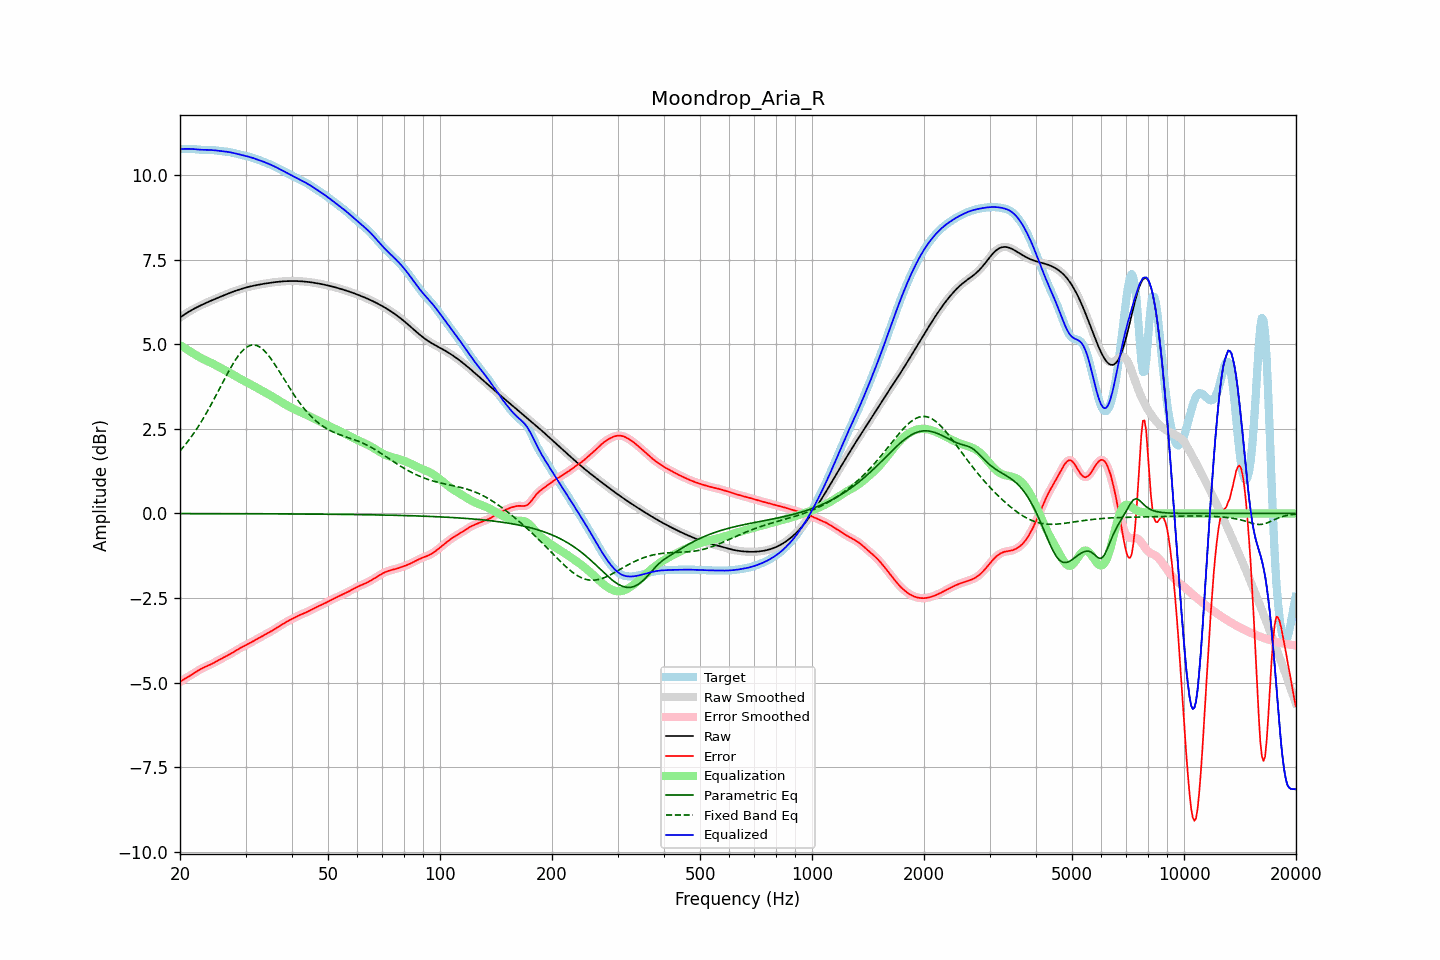 Moondrop_Aria_R
Amplitude (dBr)
10.0
7.5
5.0
2.5
0.0
−2.5
−5.0
−7.5
−10.0
Target
Raw Smoothed
Error Smoothed
Raw
Error
Equalization
Parametric Eq
Fixed Band Eq
Equalized
20
50
100
200
500
1000
2000
5000
10000
20000
Frequency (Hz)